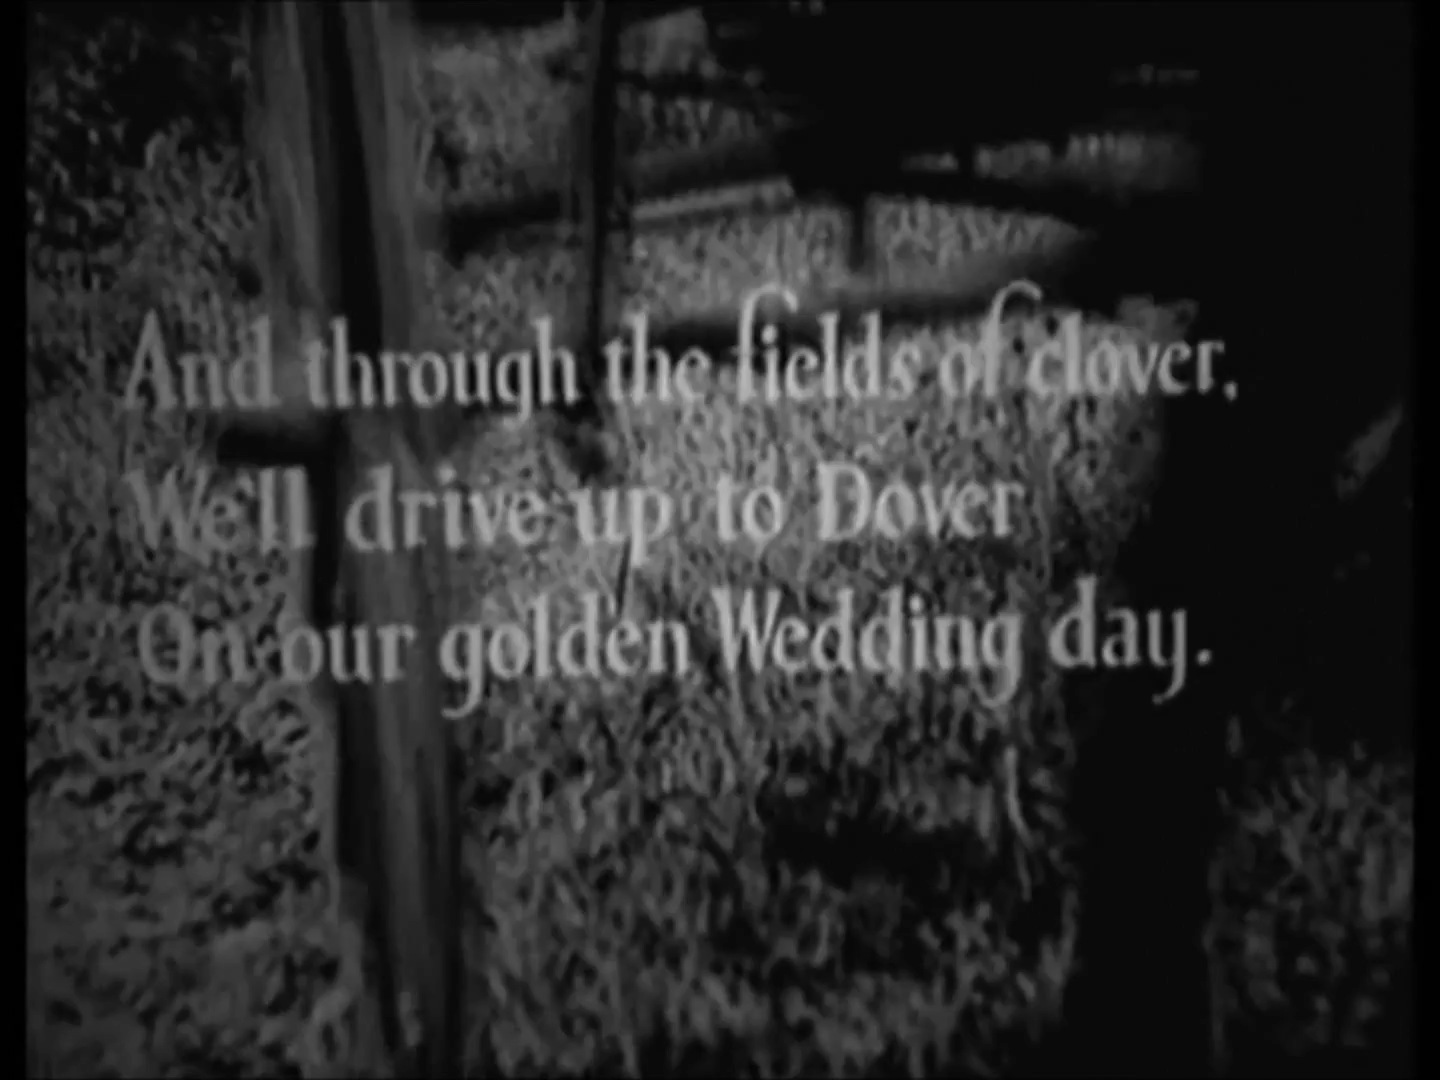 And through the fields of clover,
We'll drive up to Dover
On our golden Wedding day.